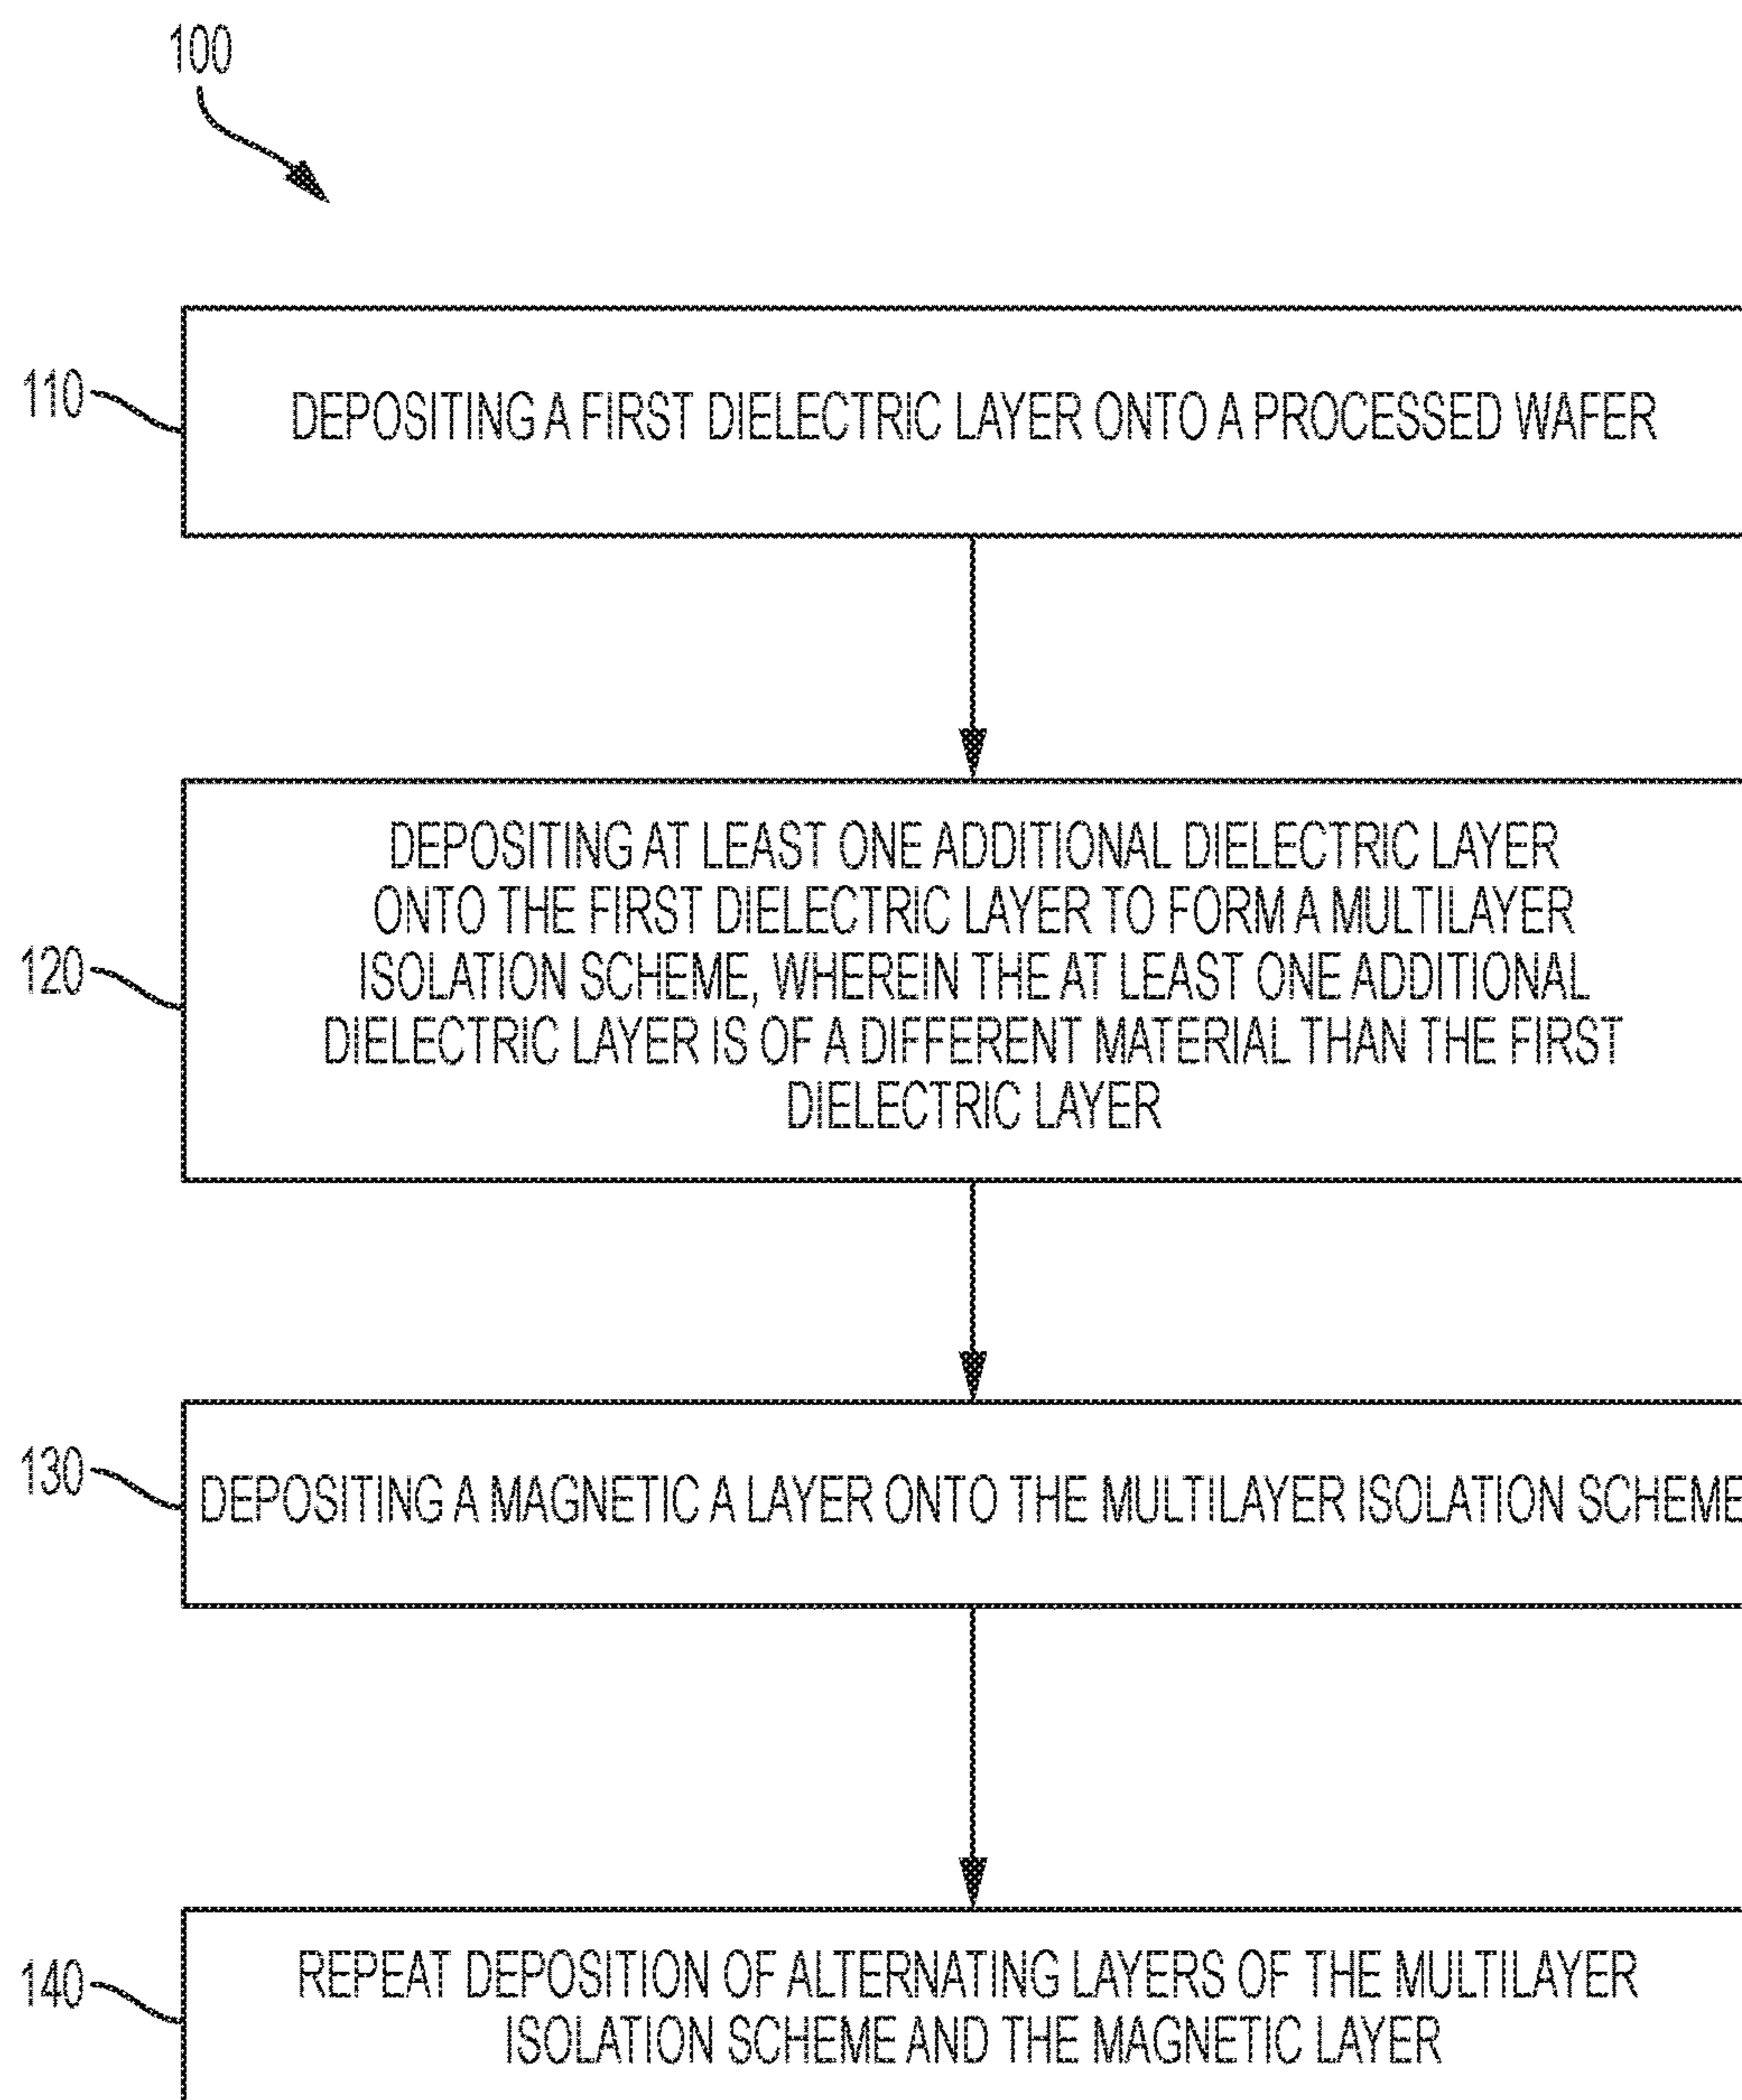 100
110
DEPOSITING A FIRST DIELECTRIC LAYER ONTO A PROCESSED WAFER
DEPOSITING AT LEAST ONE ADDITIONAL DIELECTRIC LAYER
ONTO THE FIRST DIELECTRIC LAYER TO FORM A MULTILAYER
120
ISOLATION SCHEME, WHEREIN THE AT LEAST ONE ADDITIONAL
DIELECTRIC LAYER IS OF A DIFFERENT MATERIAL THAN THE FIRST
DIELECTRIC LAYER
130
DEPOSITING A MAGNETIC A LAYER ONTO THE MULTILAYER ISOLATION SCHEME
140
REPEAT DEPOSITION OF ALTERNATING LAYERS OF THE MULTILAYER
ISOLATION SCHEME AND THE MAGNETIC LAYER